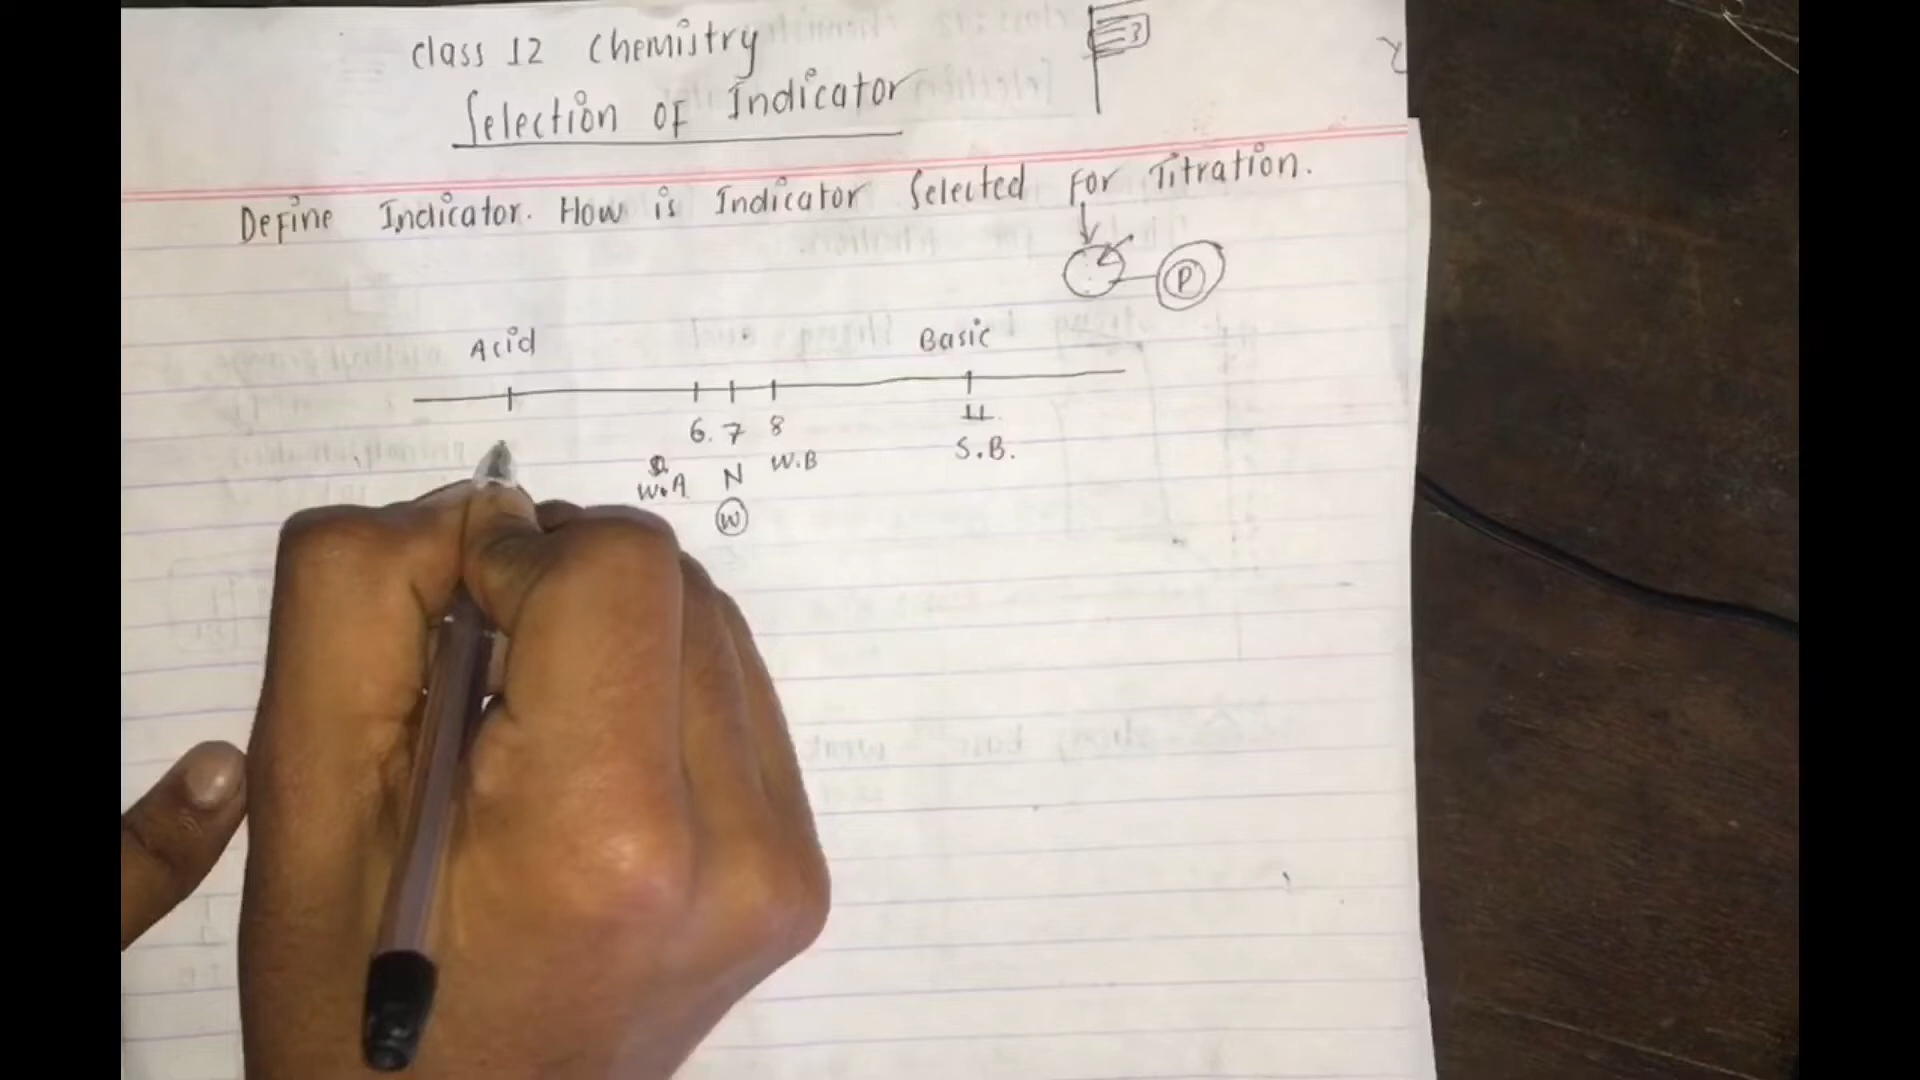 Class 12 Chemistry
Selection of Indicator
Define Indicator. How is Indicator Selected for Titration.
P
Acid Basic
6. 7 8 11
W.A N W.B S.B.
W